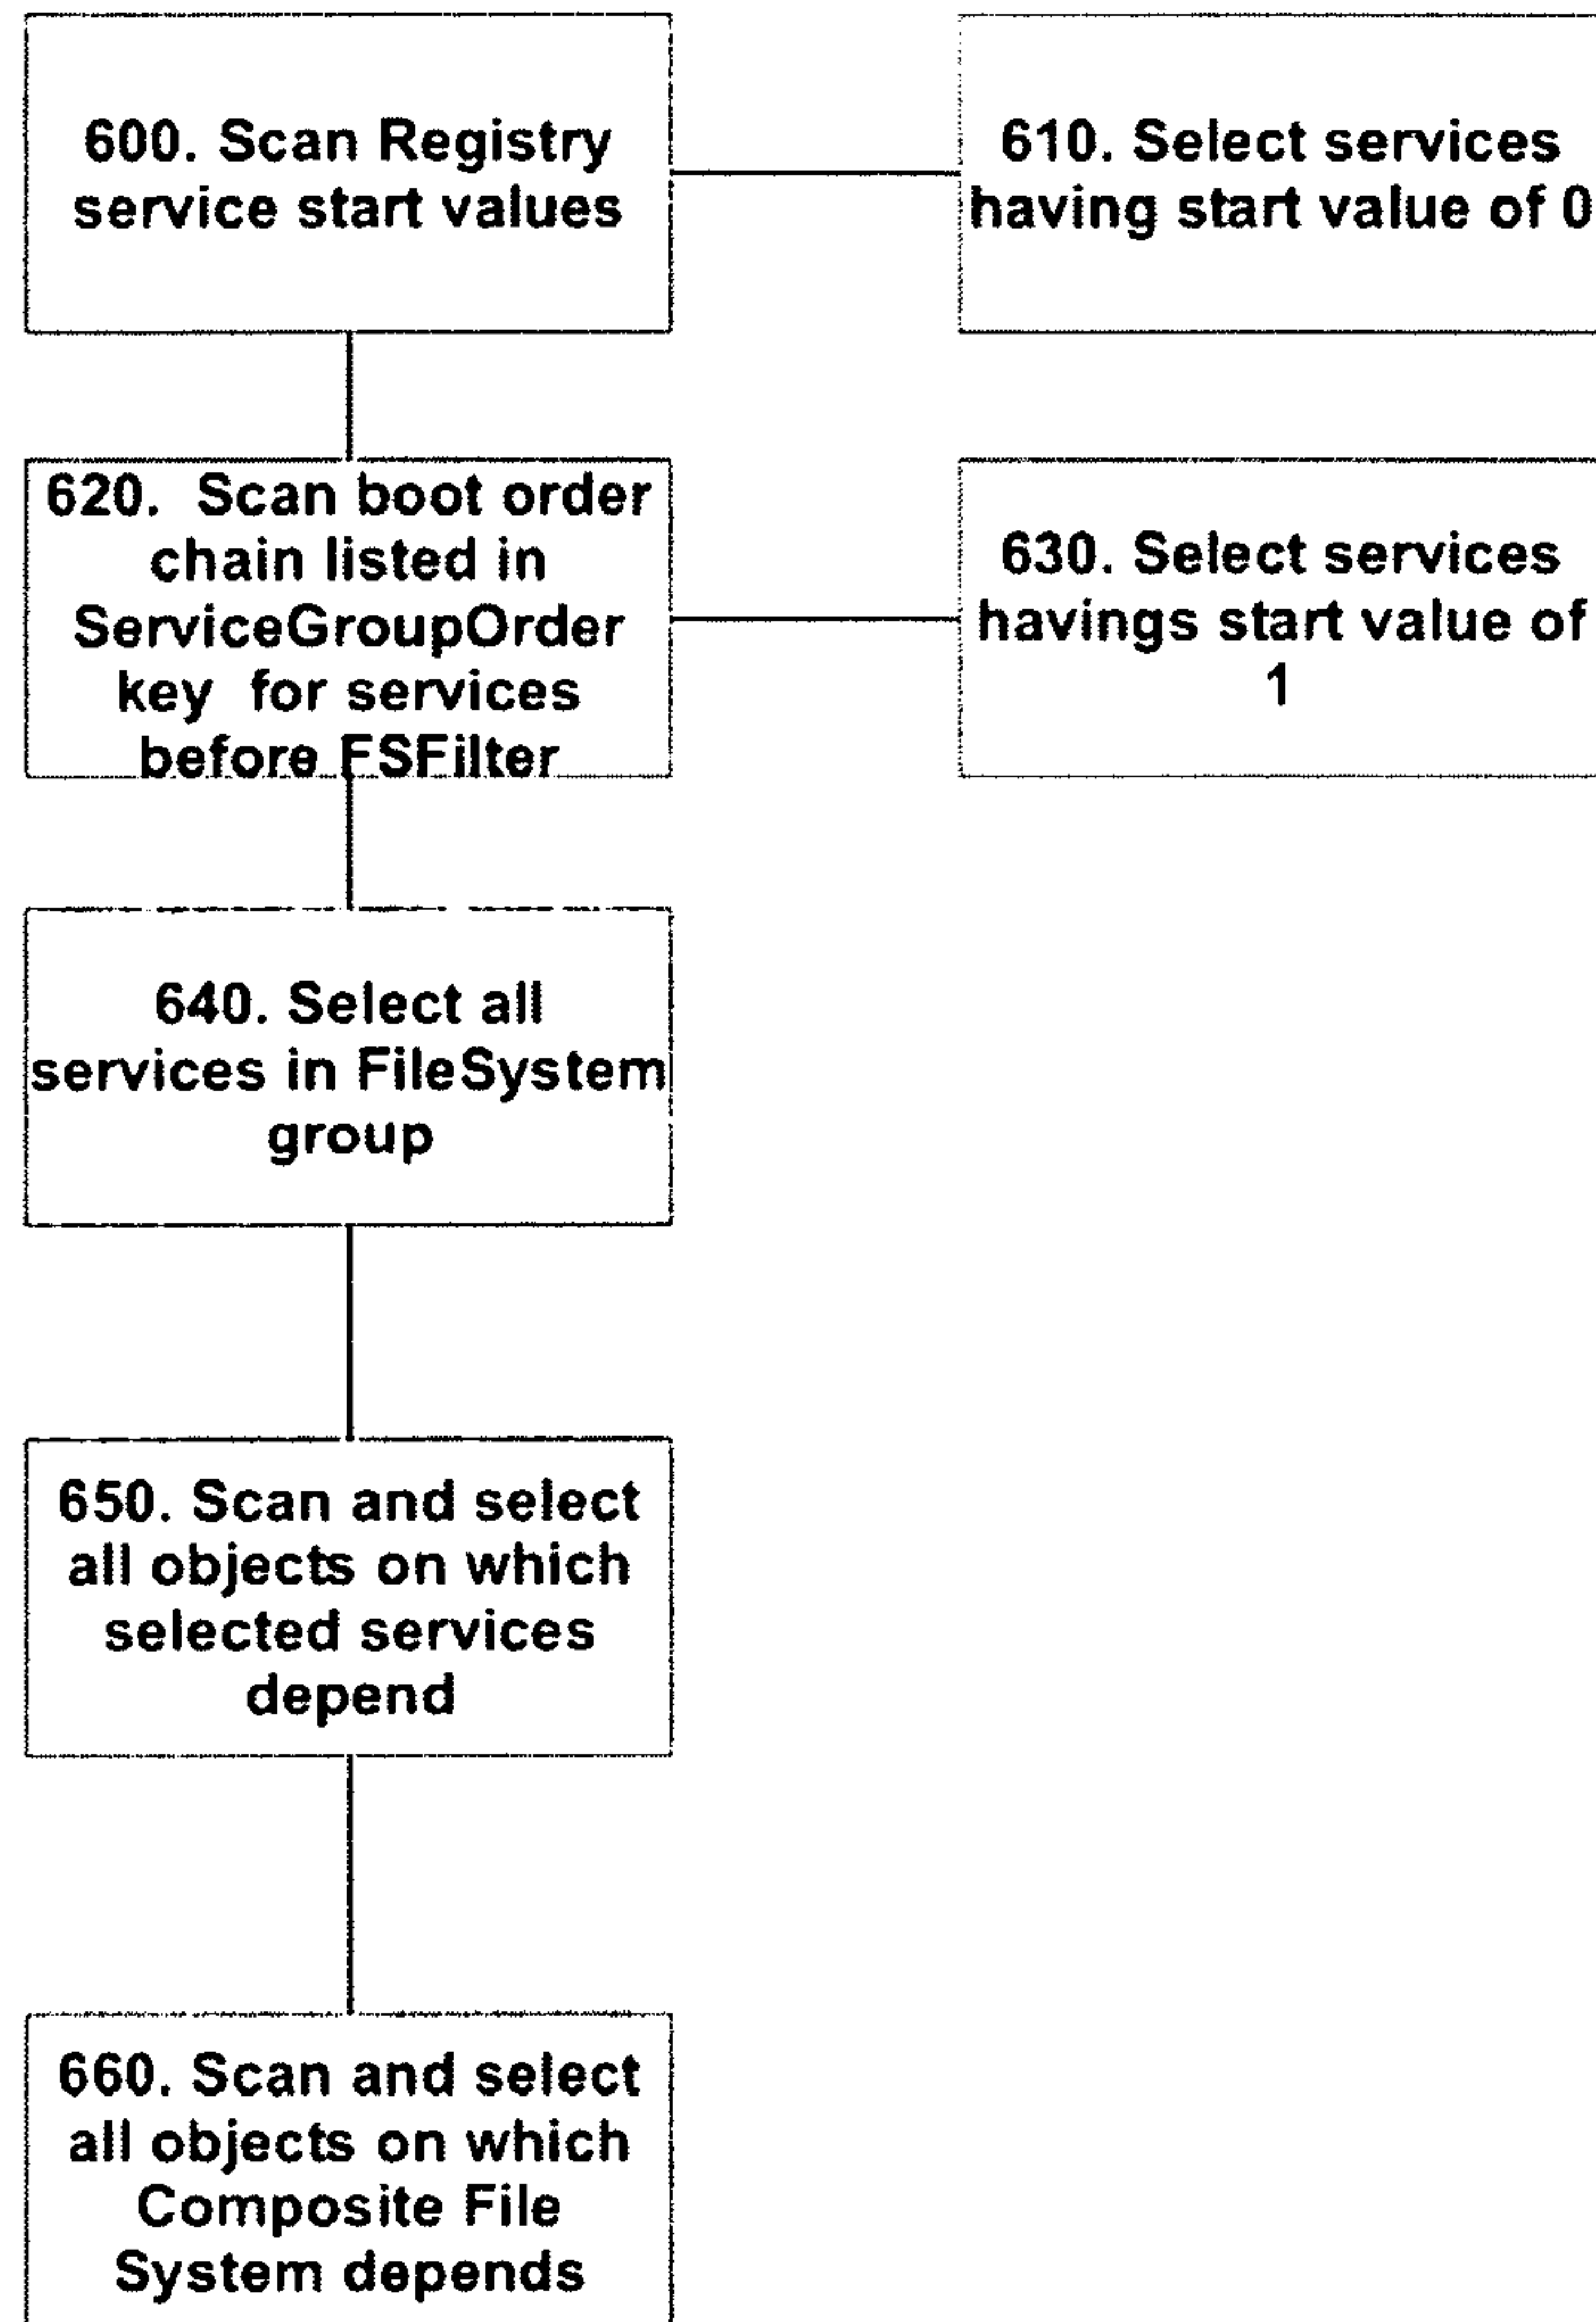 600. Scan Registry
service start values
610. Select services
having start value of 0
620.  Scan boot order
chain listed in
ServiceGroupOrder
key  for services
before FSFilter
630. Select services
havings start value of
1
640. Select all
services in FileSystem
group
650. Scan and select
all objects on which
selected services
depend
660. Scan and select
all objects on which
Composite File
System depends